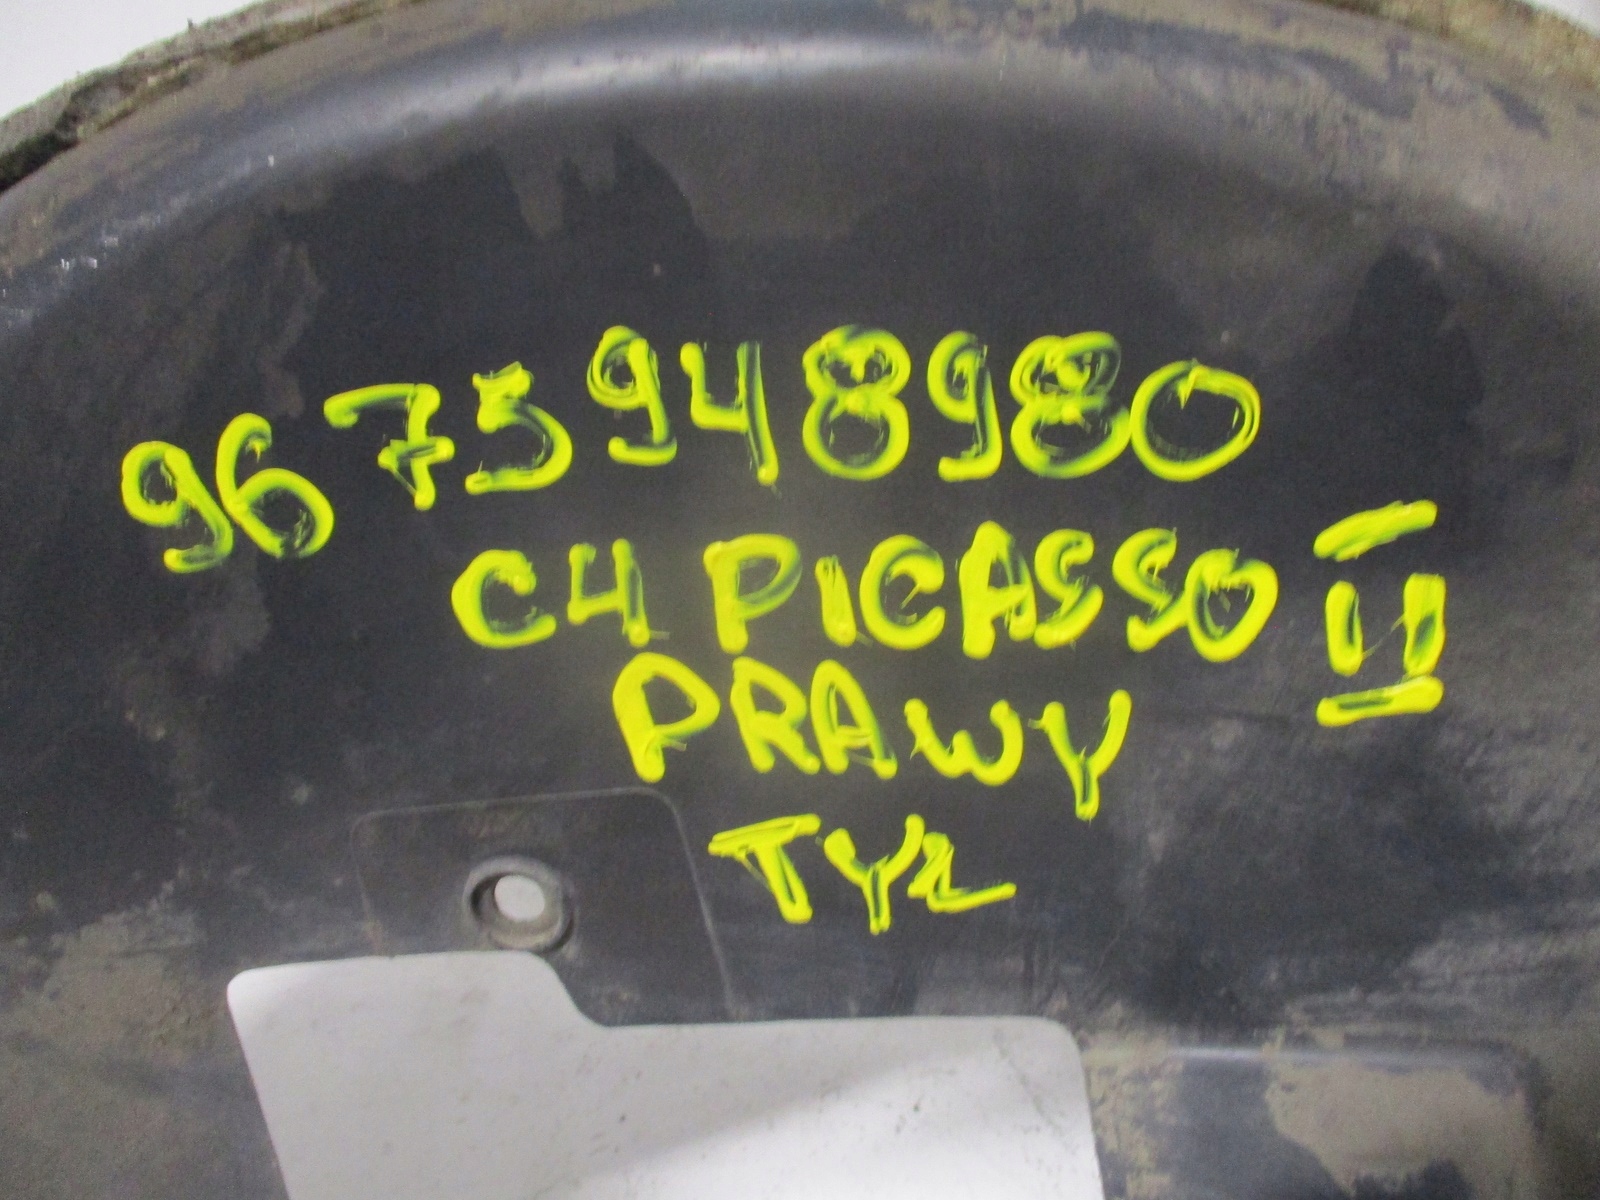 9675948980
C4 PICASSO II
PRAWY
TYŁ